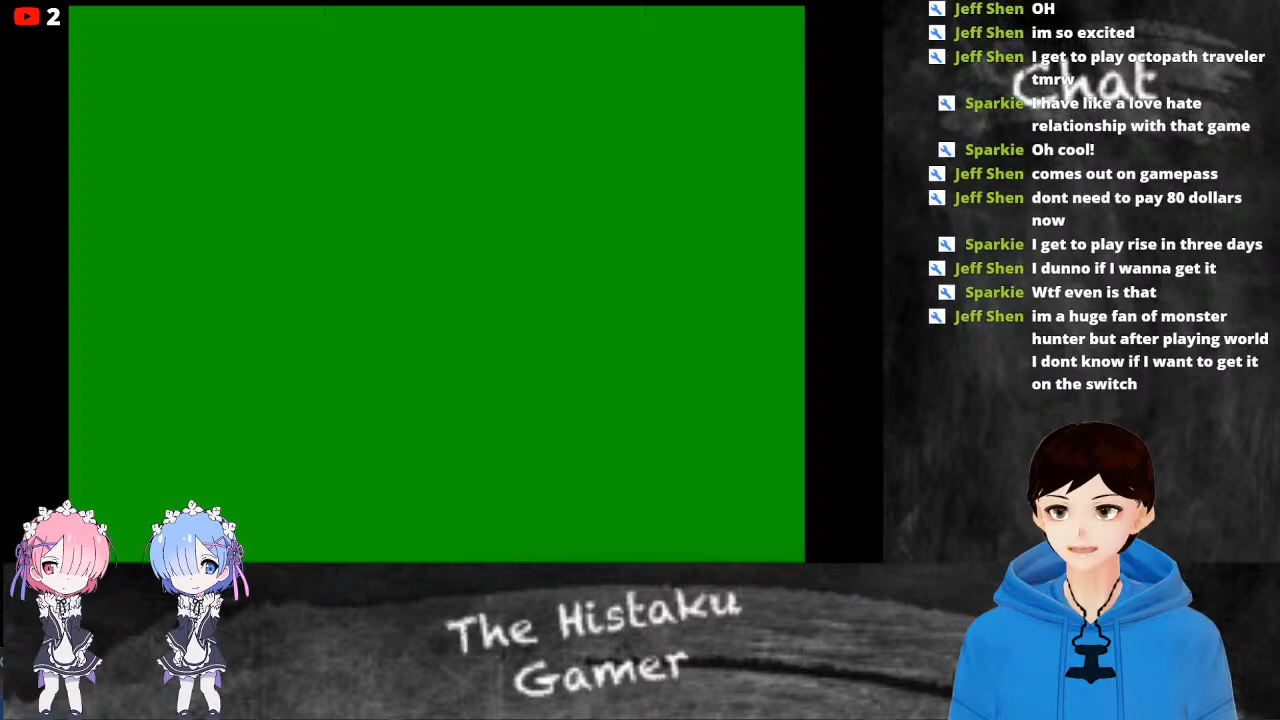 2
Jeff Shen OH
Jeff Shen im so excited
Jeff Shen I get to play octopath traveler
tmrw
Chat
Sparkie I have like a love hate
relationship with that game
Sparkie Oh cool!
Jeff Shen comes out on gamepass
Jeff Shen dont need to pay 80 dollars
now
Sparkie I get to play rise in three days
Jeff Shen I dunno if I wanna get it
Sparkie Wtf even is that
Jeff Shen im a huge fan of monster
hunter but after playing world
I dont know if I want to get it
on the switch
The Histaku
Gamer